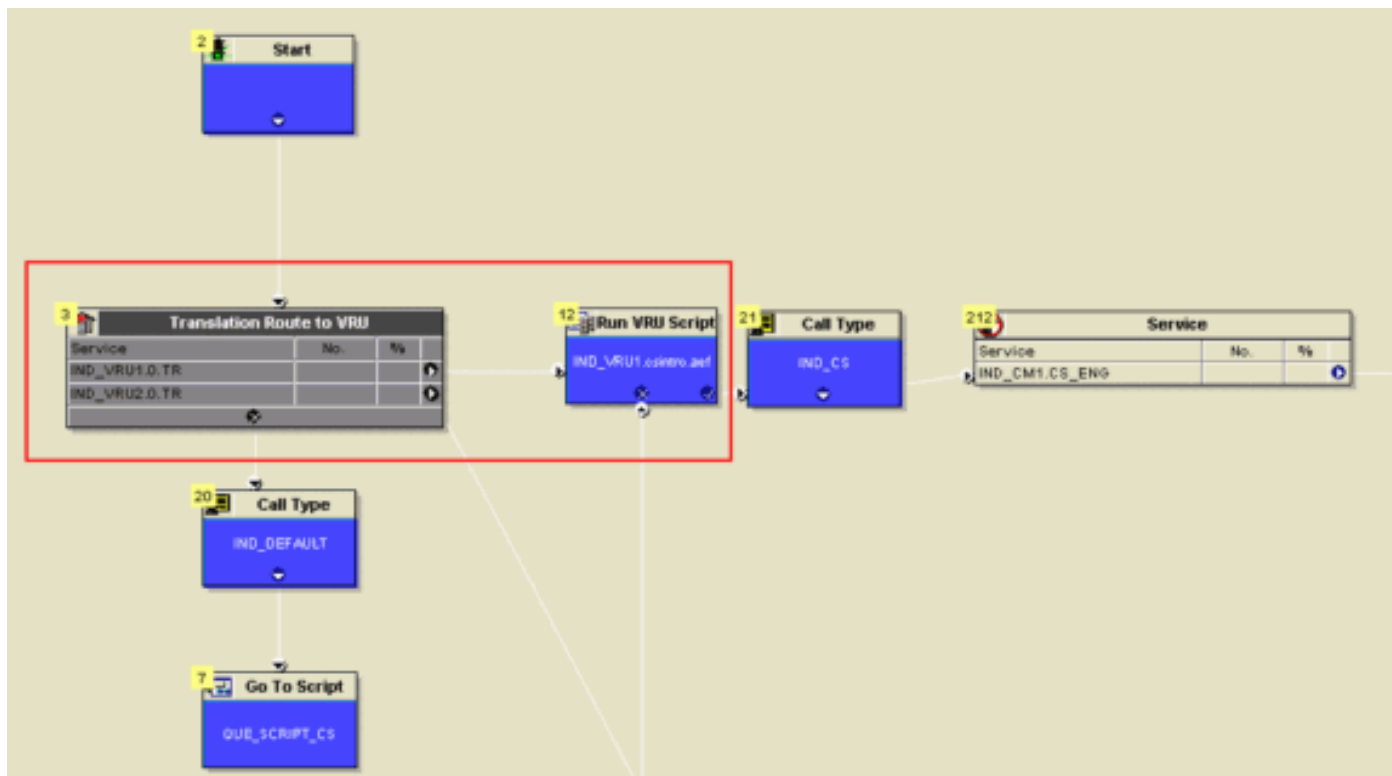 2
Start
3
Translation Route to VRU
Service No. %
IND_VRU1.0.TR
IND_VRU2.0.TR
12
Run VRU Script
IND_VRU1.csintro.aef
21
Call Type
IND_CS
212
Service
Service No. %
IND_CM1.CS_ENG
20
Call Type
IND_DEFAULT
7
Go To Script
QUE_SCRIPT_CS